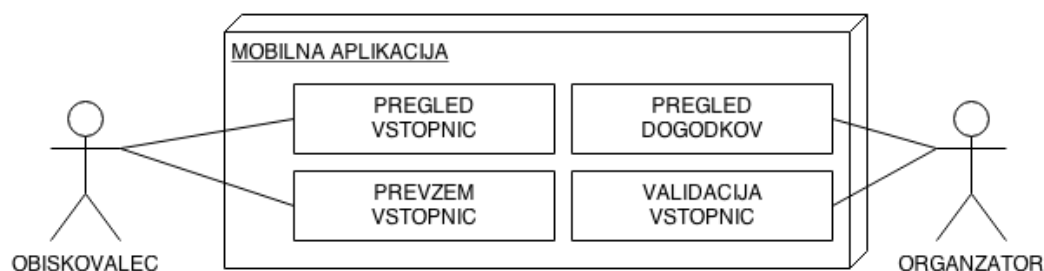 MOBILNA APLIKACIJA
PREGLED
VSTOPNIC
PREGLED
DOGODKOV
PREVZEM
VSTOPNIC
VALIDACIJA
VSTOPNIC
OBISKOVALEC
ORGANZATOR